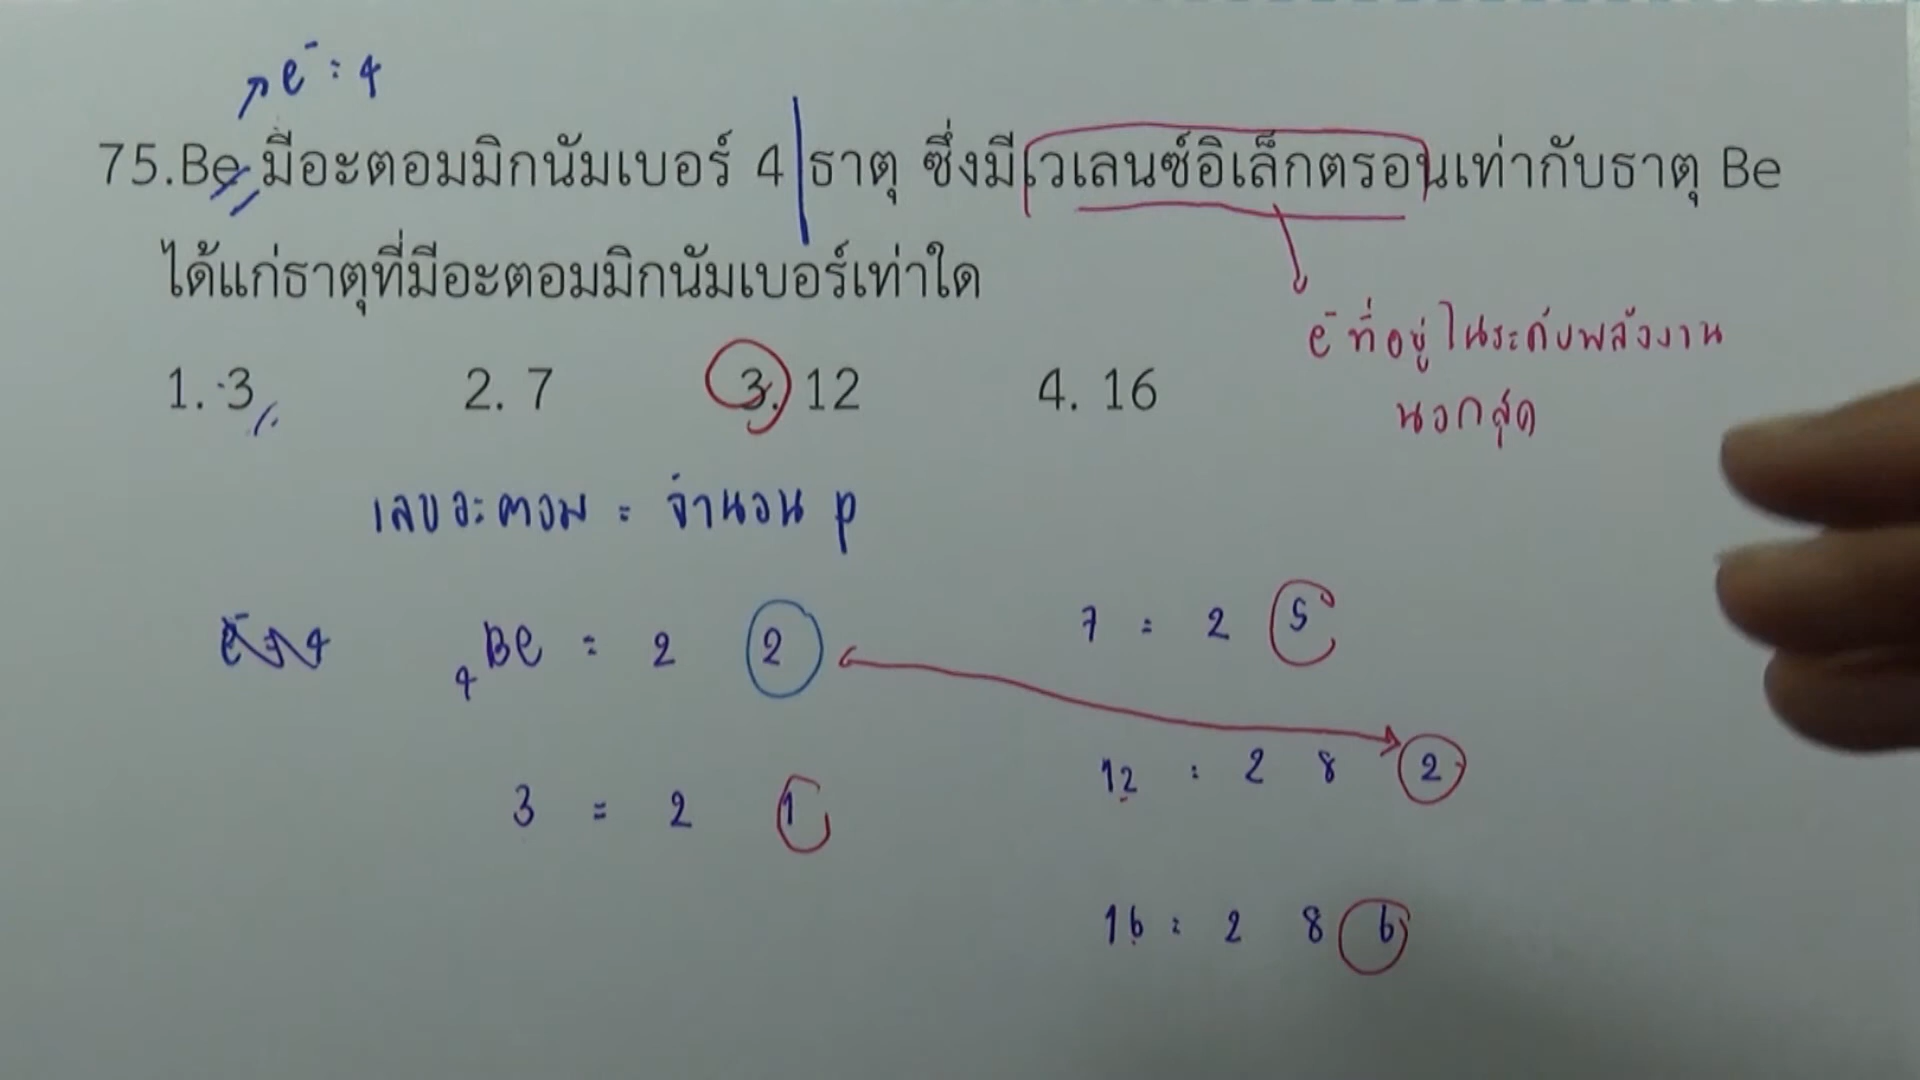 e⁻ = 4
75.Be มีอะตอมมิกนัมเบอร์ 4 ธาตุ ซึ่งมีเวเลนซ์อิเล็กตรอนเท่ากับธาตุ Be
ได้แก่ธาตุที่มีอะตอมมิกนัมเบอร์เท่าใด
e⁻ ที่อยู่ในระดับพลังงาน
นอกสุด
1. 3 2. 7 3. 12 4. 16
เลขอะตอม = จำนวน p
₄Be = 2 2
7 = 2 5
3 = 2 1
12 : 2 8 2
16 = 2 8 6